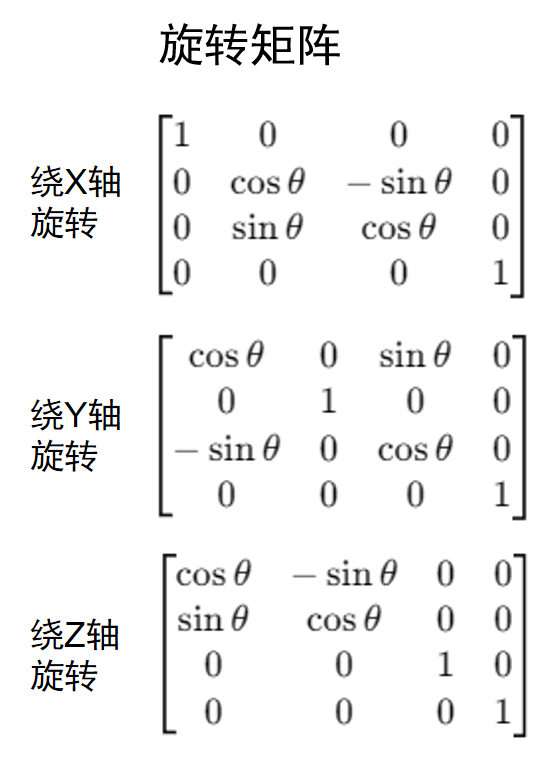 旋转矩阵
绕X轴
旋转
1 0 0 0
0 cos θ − sin θ 0
0 sin θ cos θ 0
0 0 0 1
绕Y轴
旋转
cos θ 0 sin θ 0
0 1 0 0
− sin θ 0 cos θ 0
0 0 0 1
绕Z轴
旋转
cos θ − sin θ 0 0
sin θ cos θ 0 0
0 0 1 0
0 0 0 1